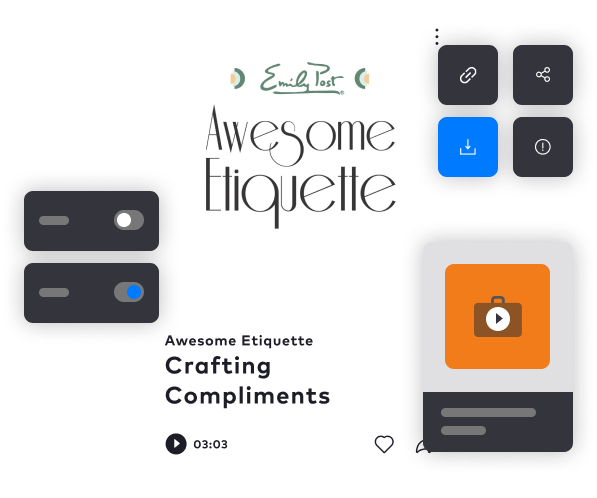 Emily Post®
Awesome
Etiquette
Awesome Etiquette
Crafting
Compliments
03:03